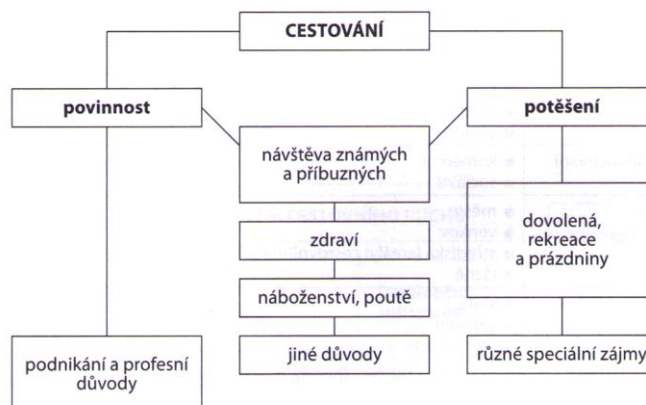 CESTOVÁNÍ
povinnost
potěšení
návštěva známých
a příbuzných
dovolená,
rekreace
a prázdniny
zdraví
náboženství, poutě
podnikání a profesní
důvody
jiné důvody
různé speciální zájmy